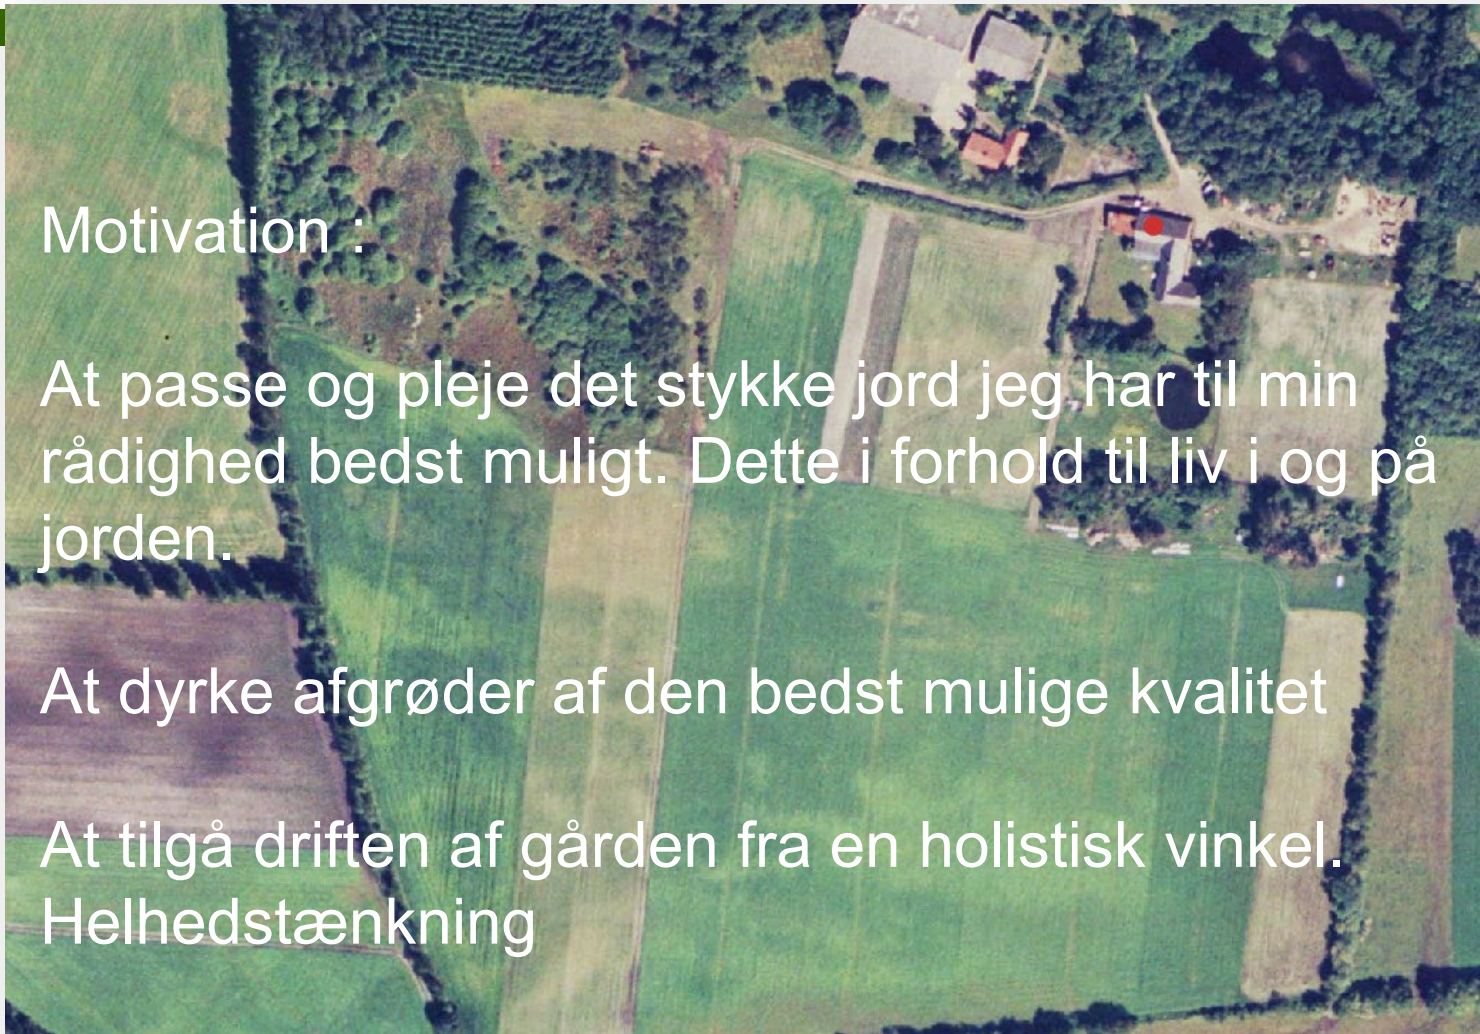 Motivation :
At passe og pleje det stykke jord jeg har til min
rådighed bedst muligt. Dette i forhold til liv i og på
jorden.
At dyrke afgrøder af den bedst mulige kvalitet
At tilgå driften af gården fra en holistisk vinkel.
Helhedstænkning